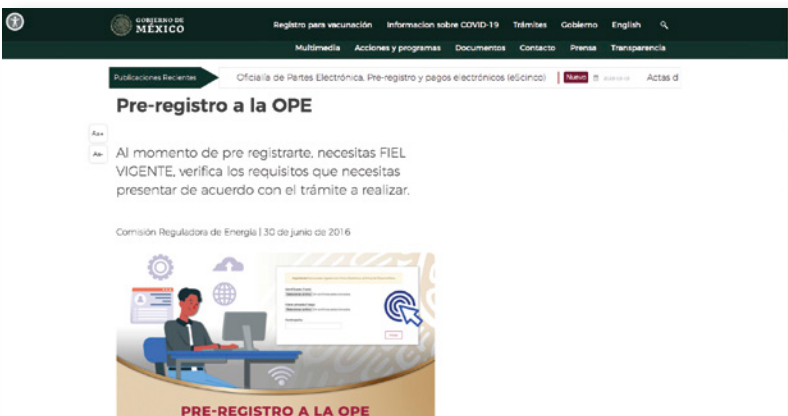 GOBIERNO DE
MÉXICO
Registro para vacunación Informacion sobre COVID-19 Trámites Gobierno English
Multimedia Acciones y programas Documentos Contacto Prensa Transparencia
Publicaciones Recientes
Oficialía de Partes Electrónica, Pre-registro y pagos electrónicos (eScinco) Nuevo Actas d
Pre-registro a la OPE
Aa+
Aa-
Al momento de pre registrarte, necesitas FIEL
VIGENTE, verifica los requisitos que necesitas
presentar de acuerdo con el trámite a realizar.
Comisión Reguladora de Energía | 30 de junio de 2016
PRE-REGISTRO A LA OPE